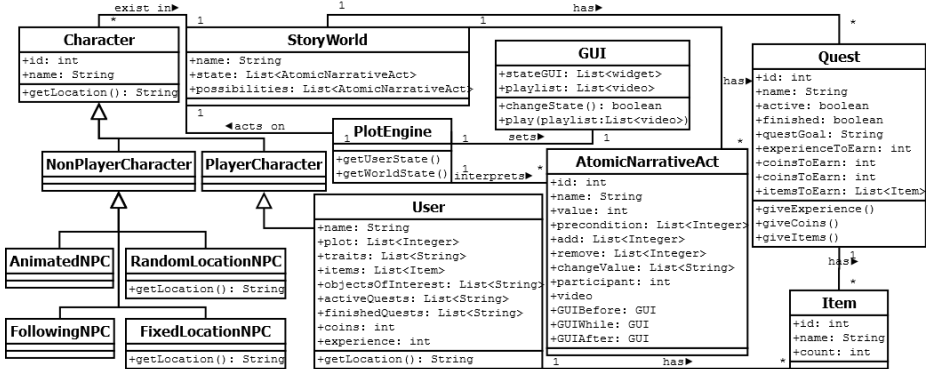 exist in▶
*
1
1
has▶
*
Character
+id: int
+name: String
+getLocation(): String
StoryWorld
+name: String
+state: List<AtomicNarrativeAct>
+possibilities: List<AtomicNarrativeAct>
1
1
GUI
+stateGUI: List<widget>
+playlist: List<video>
+changeState(): boolean
+play(playlist:List<video>)
has▶
*
Quest
+id: int
+name: String
+active: boolean
+finished: boolean
+questGoal: String
+experienceToEarn: int
+coinsToEarn: int
+coinsToEarn: int
+itemsToEarn: List<Item>
+giveExperience()
+giveCoins()
+giveItems()
◀acts on
1
PlotEngine
+getUserState()
+getWorldState()
1
sets▶
1
interprets▶
1
*
NonPlayerCharacter
PlayerCharacter
AtomicNarrativeAct
+id: int
+name: String
+value: int
+precondition: List<Integer>
+add: List<Integer>
+remove: List<Integer>
+changeValue: List<String>
+participant: int
+video
+GUIBefore: GUI
+GUIWhile: GUI
+GUIAfter: GUI
User
+name: String
+plot: List<Integer>
+traits: List<String>
+items: List<Item>
+objectsOfInterest: List<String>
+activeQuests: List<String>
+finishedQuests: List<String>
+coins: int
+experience: int
+getLocation(): String
AnimatedNPC
RandomLocationNPC
+getLocation(): String
FollowingNPC
FixedLocationNPC
+getLocation(): String
1
has▶
*
Item
+id: int
+name: String
+count: int
1
has▶
*